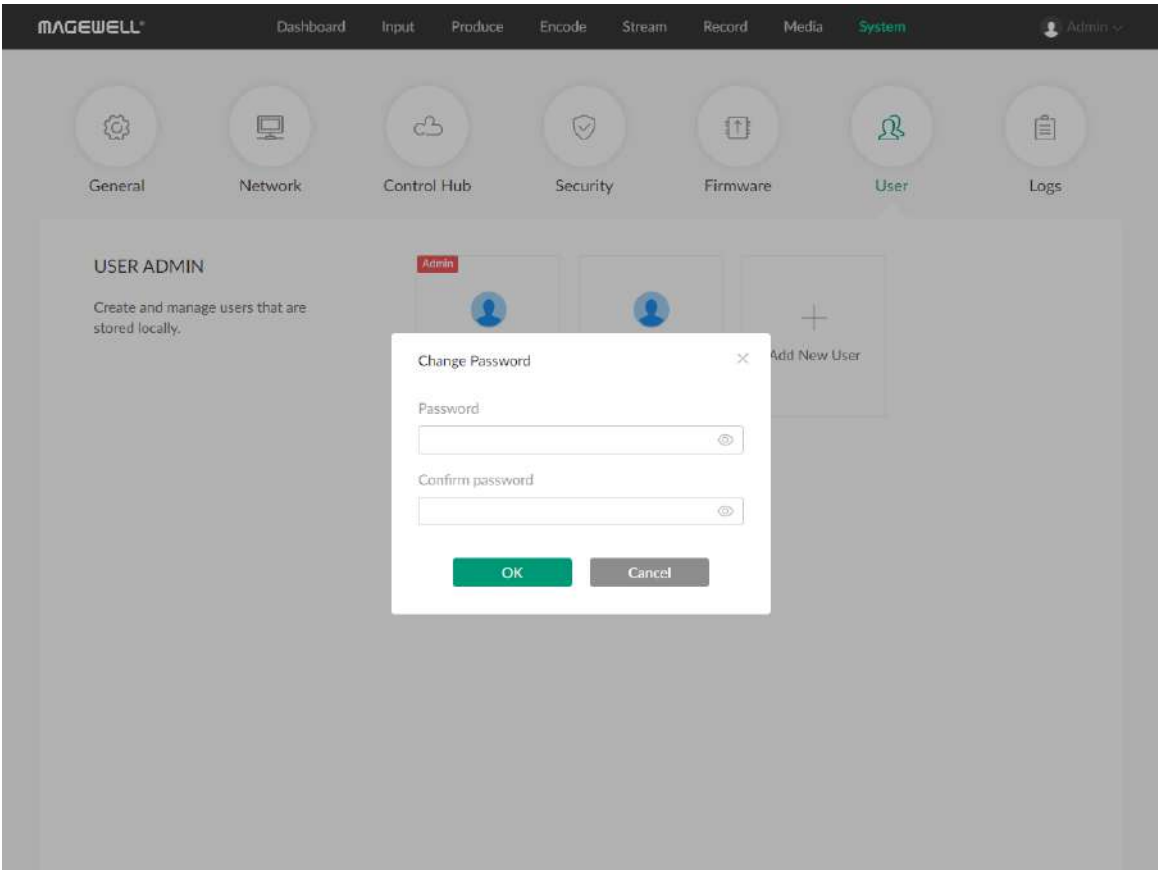 MAGEWELL®
Dashboard Input Produce Encode Stream Record Media System Admin
General Network Control Hub Security Firmware User Logs
USER ADMIN
Create and manage users that are
stored locally.
Admin
Add New User
Change Password
Password
Confirm password
OK Cancel